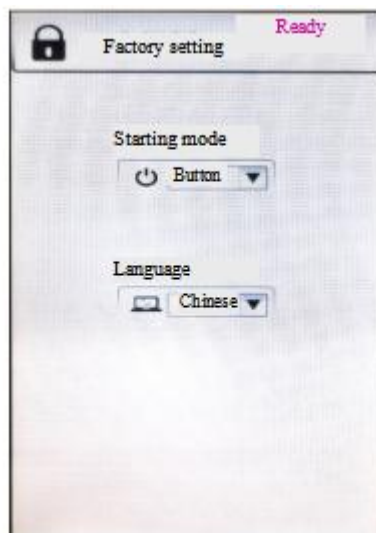 Ready
Factory setting
Starting mode
Button
Language
Chinese